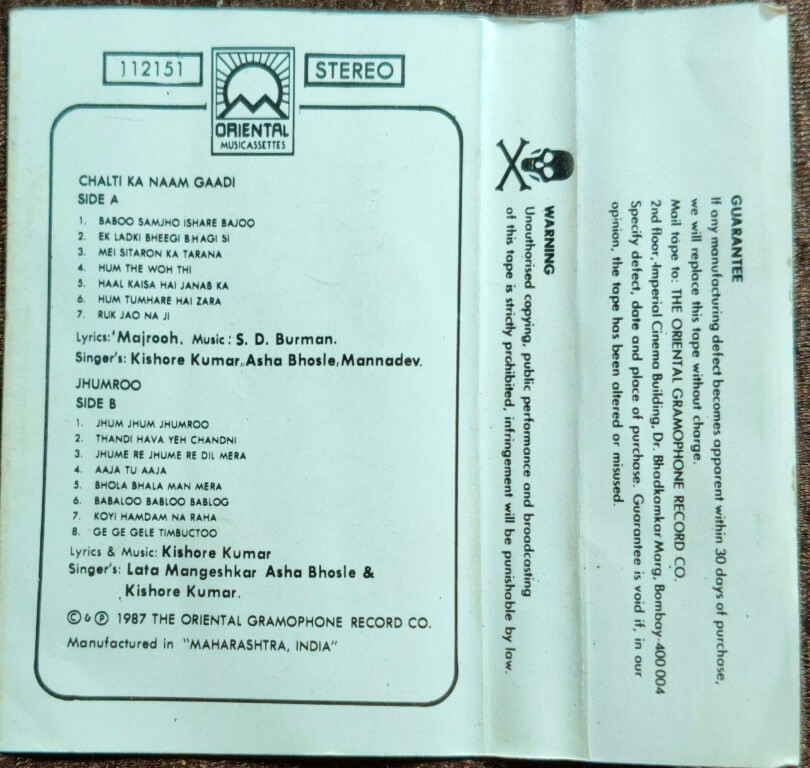 112151
STEREO
ORIENTAL
MUSICASSETTES
CHALTI KA NAAM GAADI
SIDE A
1. BABOO SAMJHO ISHARE BAJOO
2. EK LADKI BHEEGI BHAGI SI
3. MEI SITARON KA TARANA
4. HUM THE WOH THI
5. HAAL KAISA HAI JANAB KA
6. HUM TUMHARE HAI ZARA
7. RUK JAO NA JI
Lyrics:'Majrooh. Music: S. D. Burman.
Singer's: Kishore Kumar, Asha Bhosle, Mannadev.
JHUMROO
SIDE B
1. JHUM JHUM JHUMROO
2. THANDI HAVA YEH CHANDNI
3. JHUME RE JHUME RE DIL MERA
4. AAJA TU AAJA
5. BHOLA BHALA MAN MERA
6. BABALOO BABLOO BABLOG
7. KOYI HAMDAM NA RAHA
8. GE GE GELE TIMBUCTOO
Lyrics & Music: Kishore Kumar
Singer's: Lata Mangeshkar Asha Bhosle &
Kishore Kumar.
© & ℗ 1987 THE ORIENTAL GRAMOPHONE RECORD CO.
Manufactured in "MAHARASHTRA, INDIA"
WARNING
Unauthorised copying, public performance and broadcasting
of this tape is strictly prohibited, infringement will be punishable by law.
GUARANTEE
If any manufacturing defect becomes apparent within 30 days of purchase,
we will replace this tape without charge.
Mail tape to: THE ORIENTAL GRAMOPHONE RECORD CO.
2nd floor, Imperial Cinema Building, Dr. Bhadkamkar Marg, Bombay-400 004
Specify defect, date and place of purchase. Guarantee is void if, in our
opinion, the tape has been altered or misused.